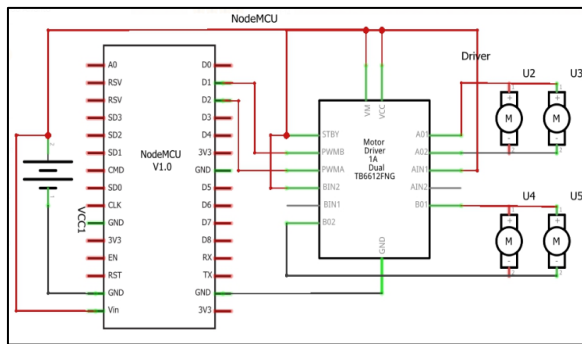 NodeMCU
A0
RSV
RSV
SD3
SD2
SD1
CMD
SD0
CLK
GND
3V3
EN
RST
GND
Vin
NodeMCU
V1.0
D0
D1
D2
D3
D4
3V3
GND
D5
D6
D7
D8
RX
TX
GND
3V3
VCC1
Driver
VM
VCC
STBY
PWMB
PWMA
BIN2
BIN1
B02
Motor
Driver
1A
Dual
TB6612FNG
A01
A02
AIN1
AIN2
B01
GND
U2
U3
M
M
U4
U5
M
M